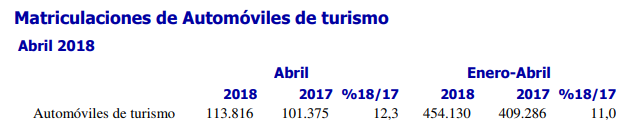 Matriculaciones de Automóviles de turismo
Abril 2018
Abril Enero-Abril
2018 2017 %18/17 2018 2017 %18/17
Automóviles de turismo 113.816 101.375 12,3 454.130 409.286 11,0